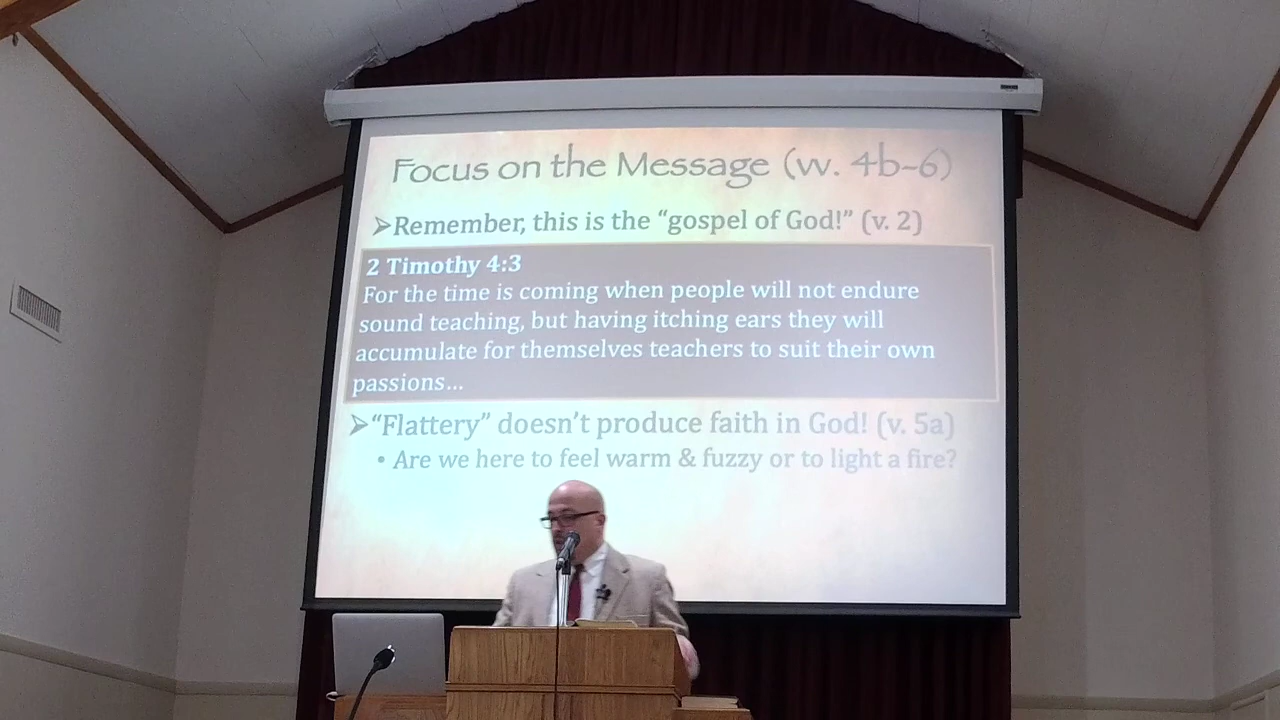 Focus on the Message (vv. 4b-6)
➢Remember, this is the “gospel of God!” (v. 2)
2 Timothy 4:3
For the time is coming when people will not endure
sound teaching, but having itching ears they will
accumulate for themselves teachers to suit their own
passions…
➢“Flattery” doesn’t produce faith in God! (v. 5a)
• Are we here to feel warm & fuzzy or to light a fire?